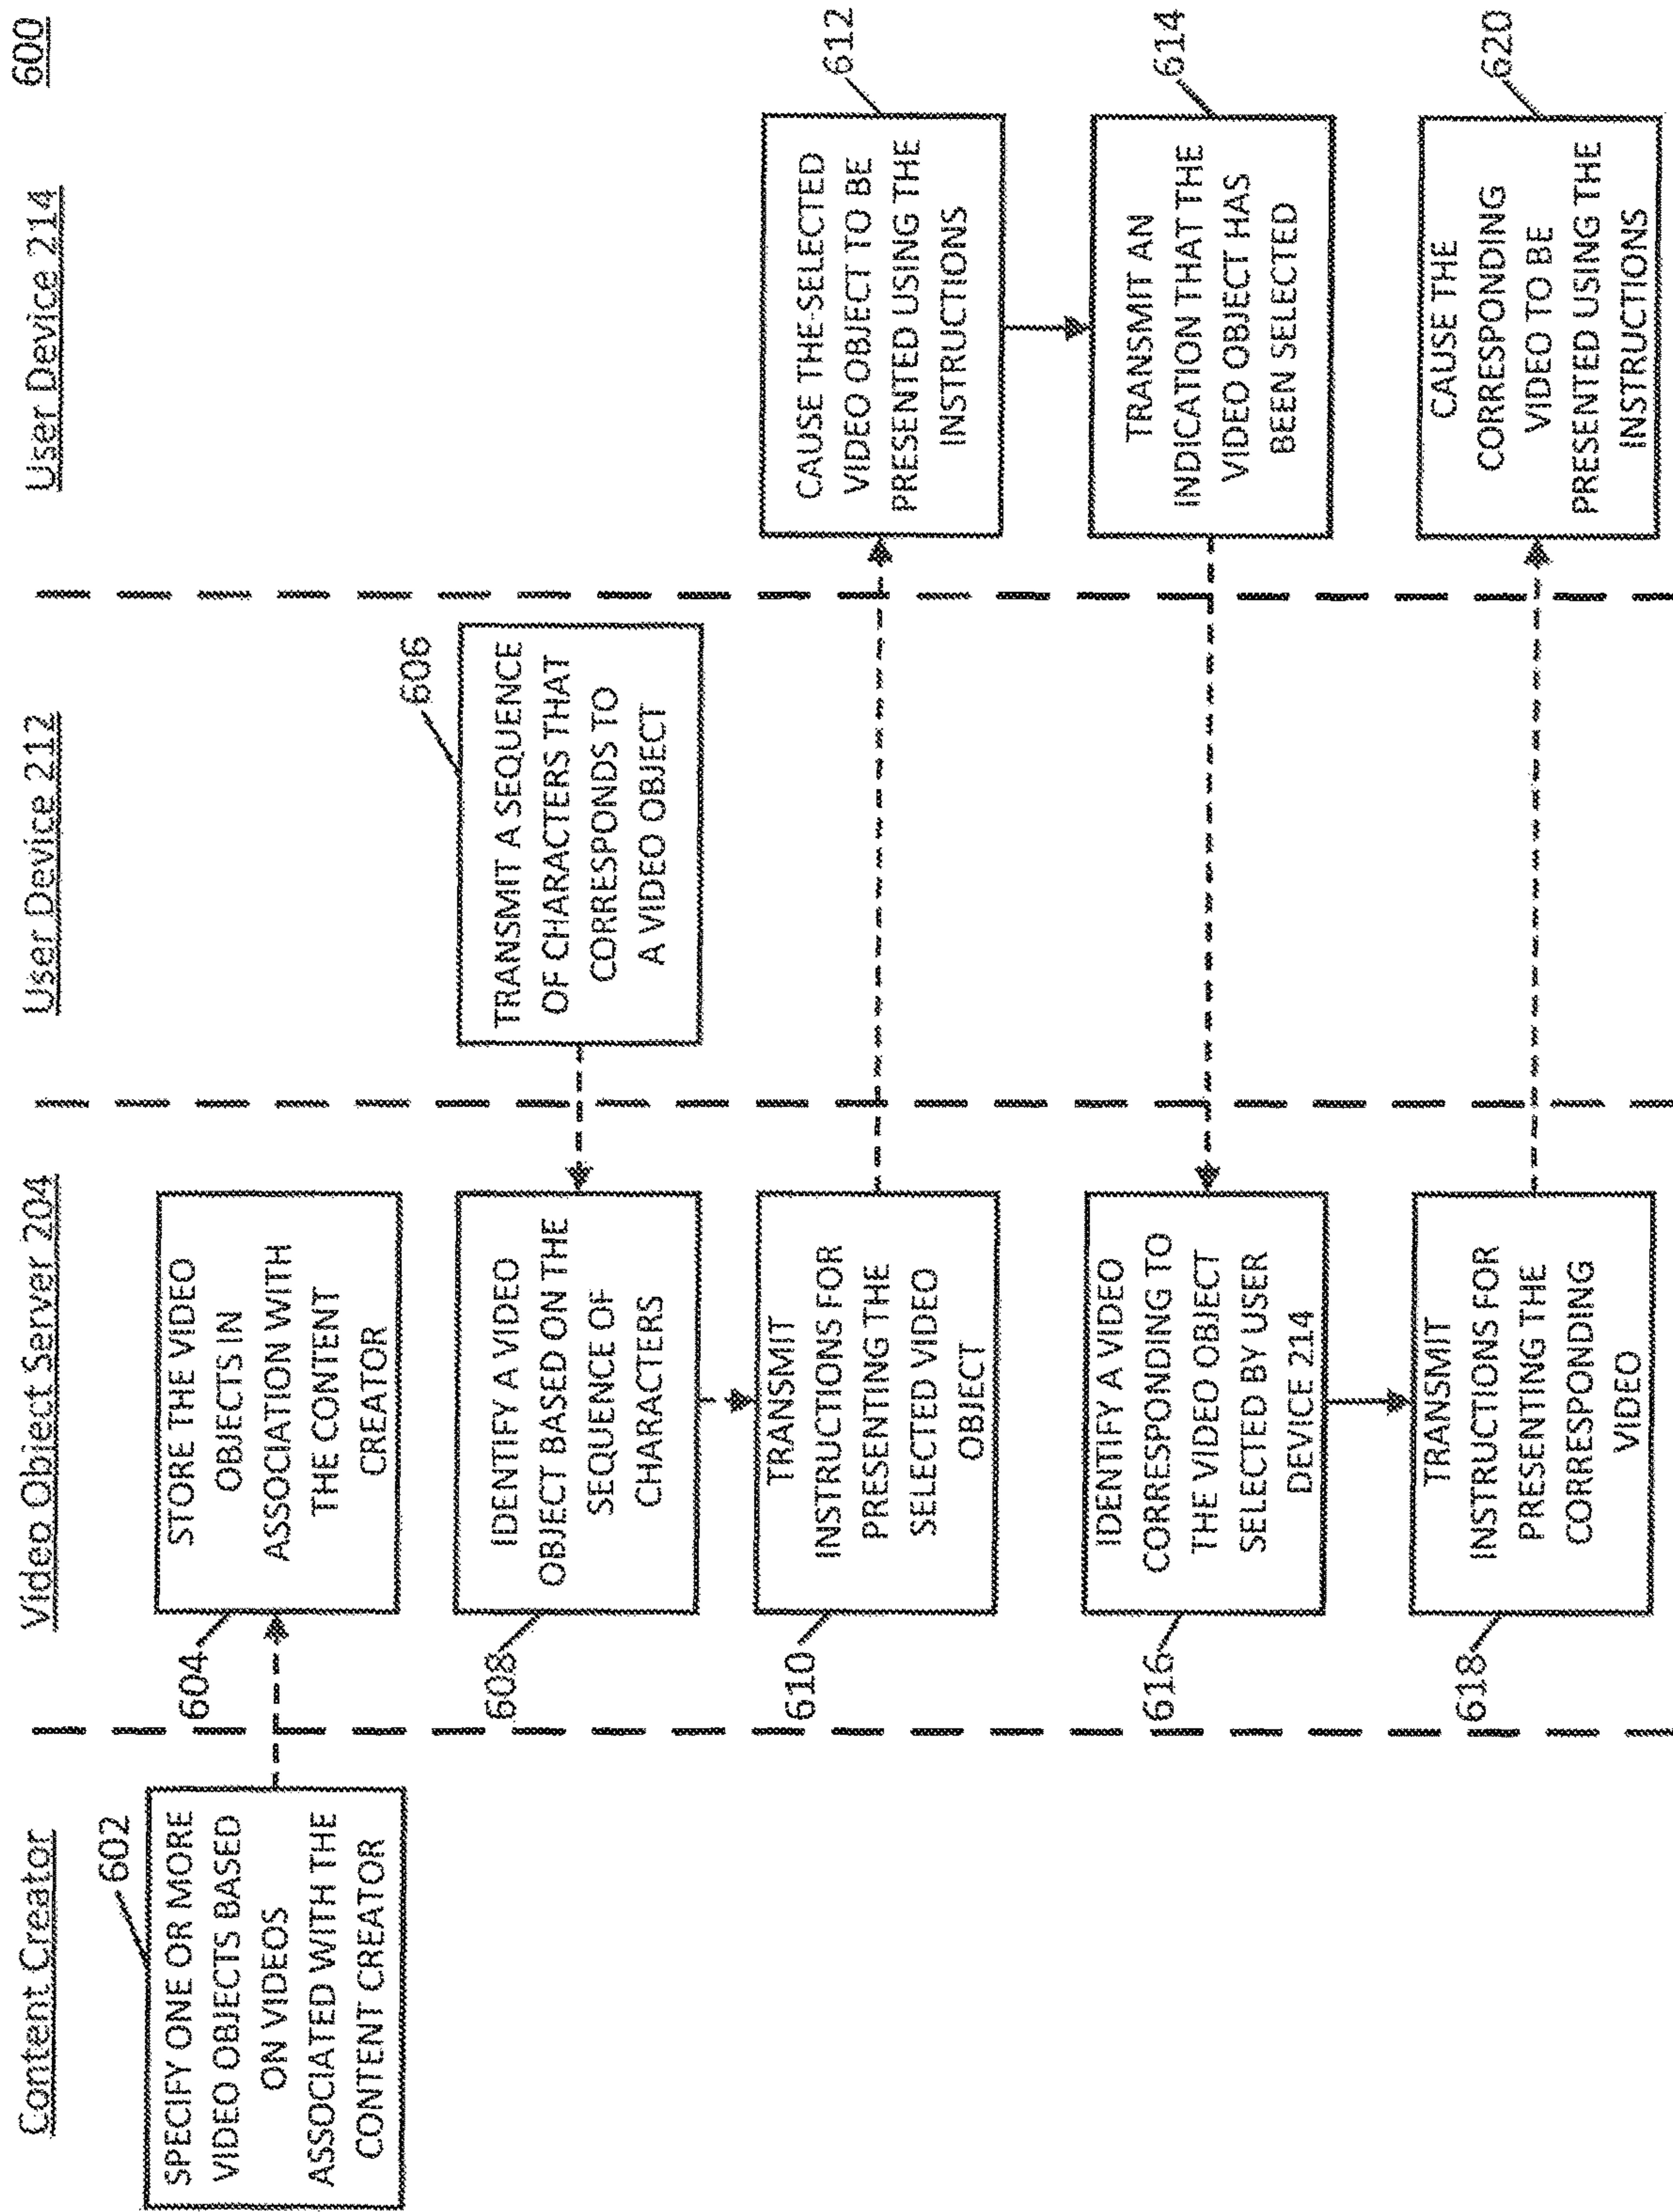 600
Content Creator
Video Object Server 204
User Device 212
User Device 214
602
SPECIFY ONE OR MORE
VIDEO OBJECTS BASED
ON VIDEOS
ASSOCIATED WITH THE
CONTENT CREATOR
604
STORE THE VIDEO
OBJECTS IN
ASSOCIATION WITH
THE CONTENT
CREATOR
606
TRANSMIT A SEQUENCE
OF CHARACTERS THAT
CORRESPONDS TO
A VIDEO OBJECT
608
IDENTIFY A VIDEO
OBJECT BASED ON THE
SEQUENCE OF
CHARACTERS
610
TRANSMIT
INSTRUCTIONS FOR
PRESENTING THE
SELECTED VIDEO
OBJECT
612
CAUSE THE SELECTED
VIDEO OBJECT TO BE
PRESENTED USING THE
INSTRUCTIONS
614
TRANSMIT AN
INDICATION THAT THE
VIDEO OBJECT HAS
BEEN SELECTED
616
IDENTIFY A VIDEO
CORRESPONDING TO
THE VIDEO OBJECT
SELECTED BY USER
DEVICE 214
618
TRANSMIT
INSTRUCTIONS FOR
PRESENTING THE
CORRESPONDING
VIDEO
620
CAUSE THE
CORRESPONDING
VIDEO TO BE
PRESENTED USING THE
INSTRUCTIONS